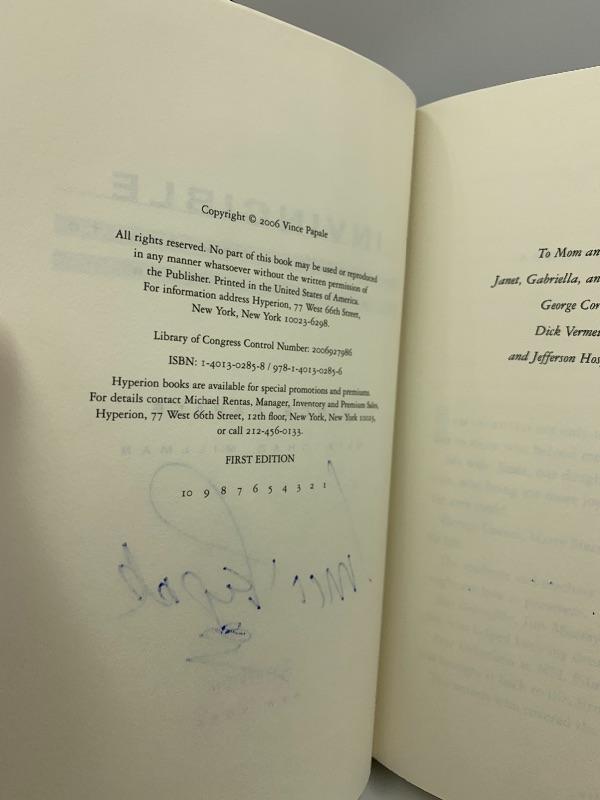 INVINCIBLE
Copyright © 2006 Vince Papale
All rights reserved. No part of this book may be used or reproduced
in any manner whatsoever without the written permission of
the Publisher. Printed in the United States of America.
For information address Hyperion, 77 West 66th Street,
New York, New York 10023-6298.
Library of Congress Control Number: 2006927986
ISBN: 1-4013-0285-8 / 978-1-4013-0285-6
Hyperion books are available for special promotions and premiums.
For details contact Michael Rentas, Manager, Inventory and Premium Sales,
Hyperion, 77 West 66th Street, 12th floor, New York, New York 10023,
or call 212-456-0133.
FIRST EDITION
10 9 8 7 6 5 4 3 2 1
Vince Papale
To Mom an
Janet, Gabriella, an
George Cor
Dick Verme
and Jefferson Hos